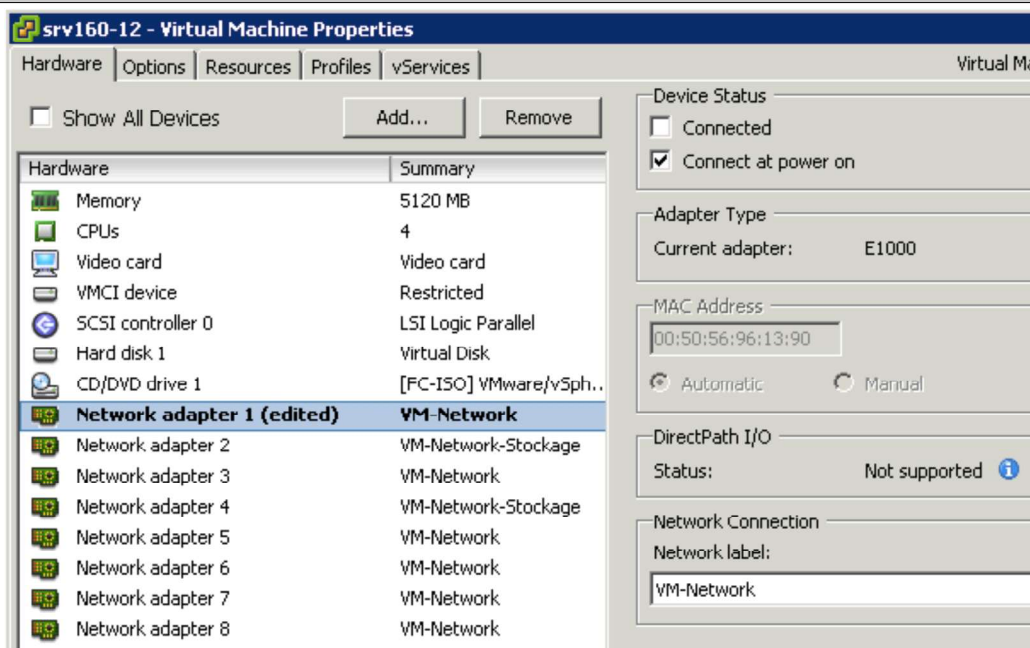 srv160-12 - Virtual Machine Properties
Hardware Options Resources Profiles vServices
Show All Devices Add... Remove
Hardware Summary
Memory 5120 MB
CPUs 4
Video card Video card
VMCI device Restricted
SCSI controller 0 LSI Logic Parallel
Hard disk 1 Virtual Disk
CD/DVD drive 1 [FC-ISO] VMware/vSph..
Network adapter 1 (edited) VM-Network
Network adapter 2 VM-Network-Stockage
Network adapter 3 VM-Network
Network adapter 4 VM-Network-Stockage
Network adapter 5 VM-Network
Network adapter 6 VM-Network
Network adapter 7 VM-Network
Network adapter 8 VM-Network
Virtual Ma
Device Status
Connected
Connect at power on
Adapter Type
Current adapter: E1000
MAC Address
00:50:56:96:13:90
Automatic Manual
DirectPath I/O
Status: Not supported
Network Connection
Network label:
VM-Network